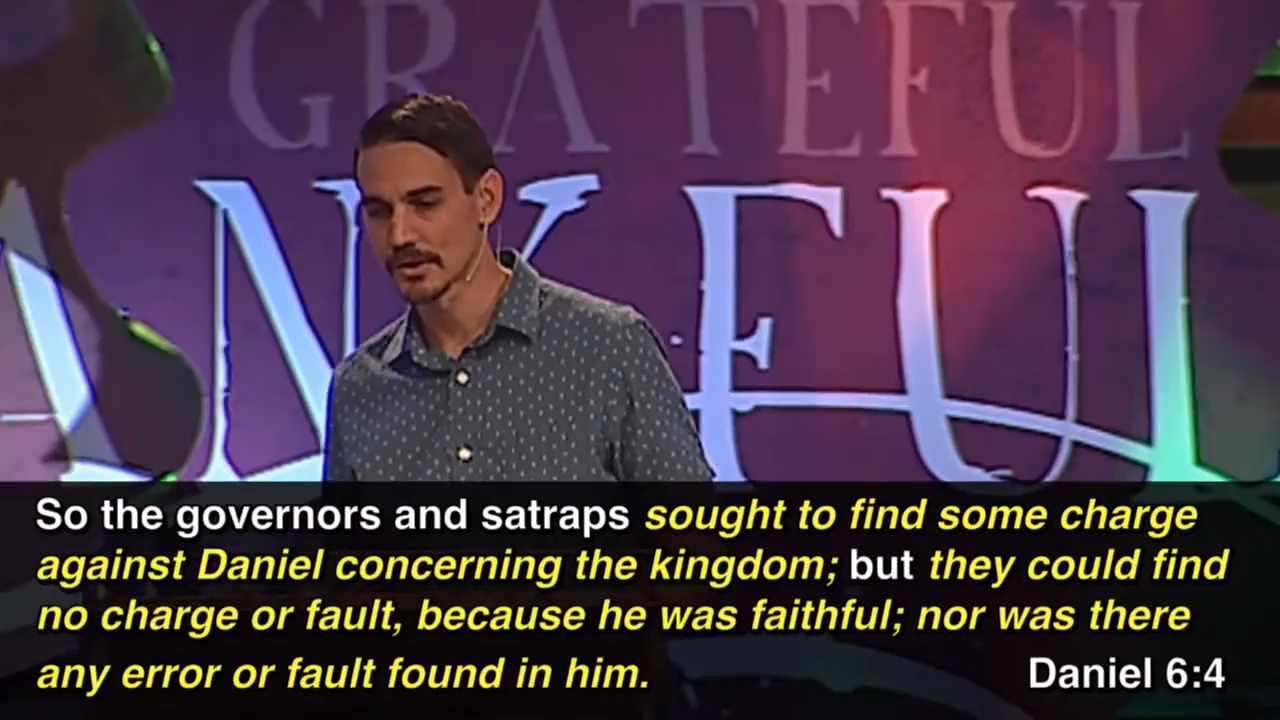 GRATEFUL
ANKFUL
So the governors and satraps sought to find some charge
against Daniel concerning the kingdom; but they could find
no charge or fault, because he was faithful; nor was there
any error or fault found in him.
Daniel 6:4